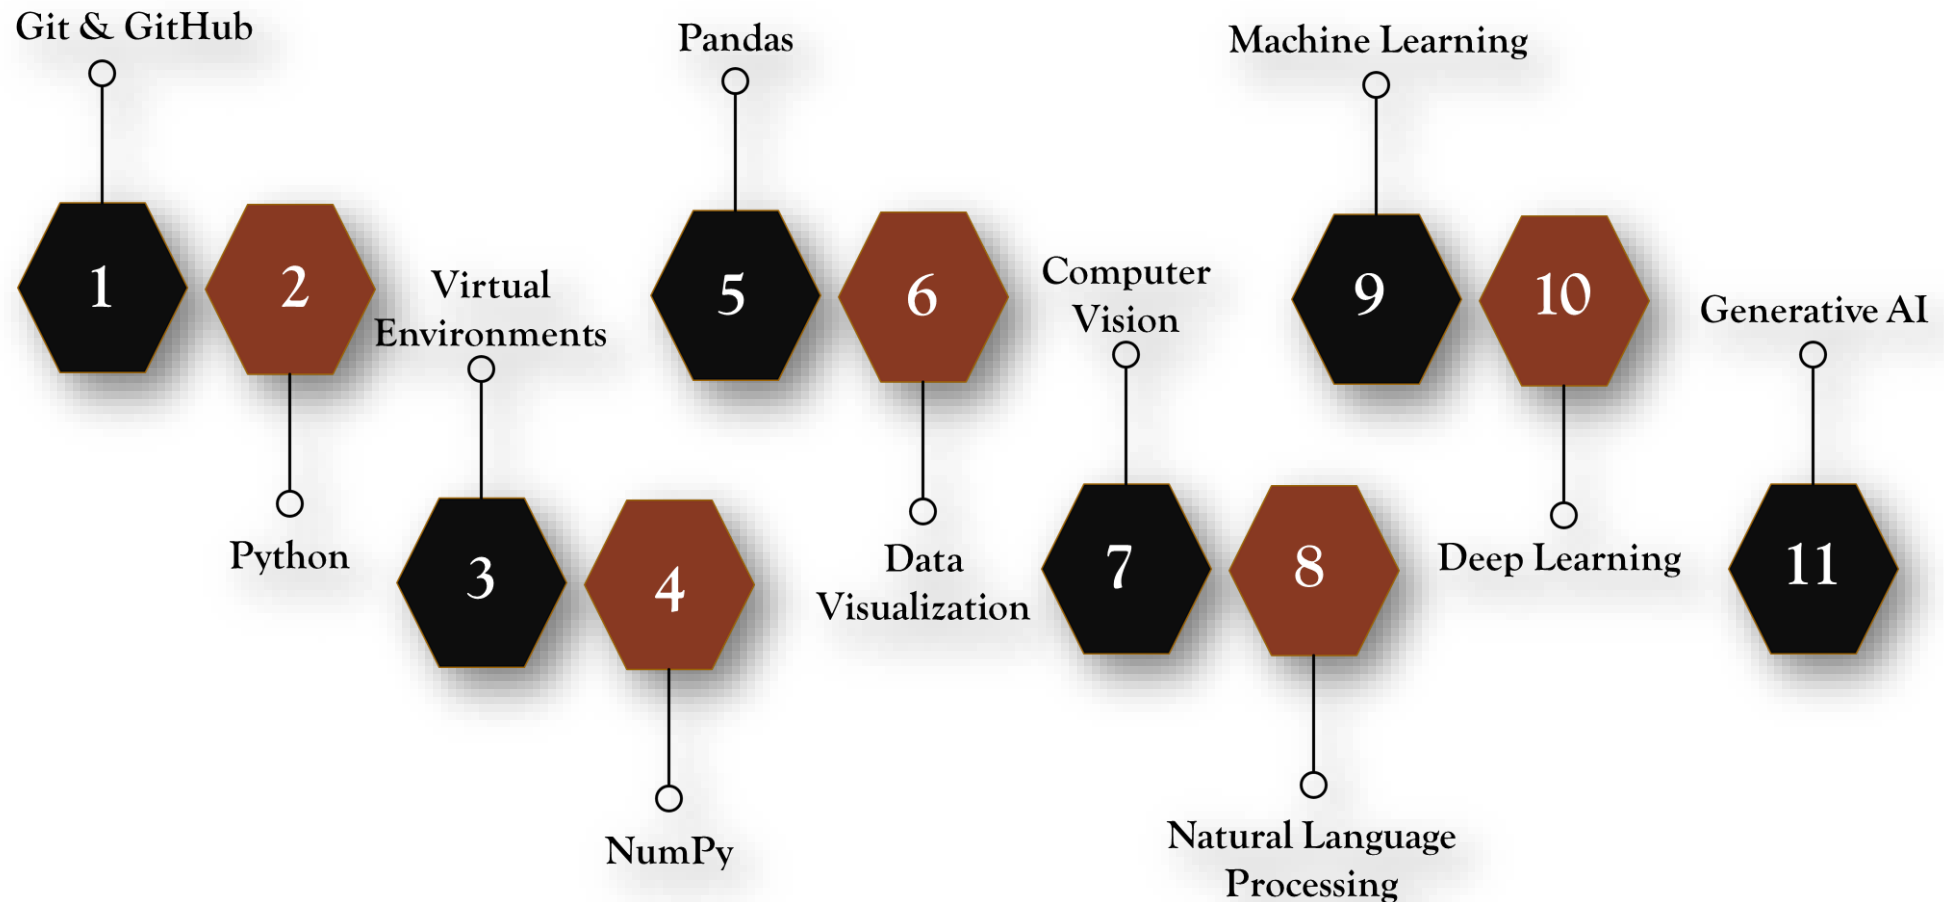 Git & GitHub
1
2
Python
Virtual
Environments
3
4
NumPy
Pandas
5
6
Data
Visualization
Computer
Vision
7
8
Natural Language
Processing
Machine Learning
9
10
Deep Learning
Generative AI
11